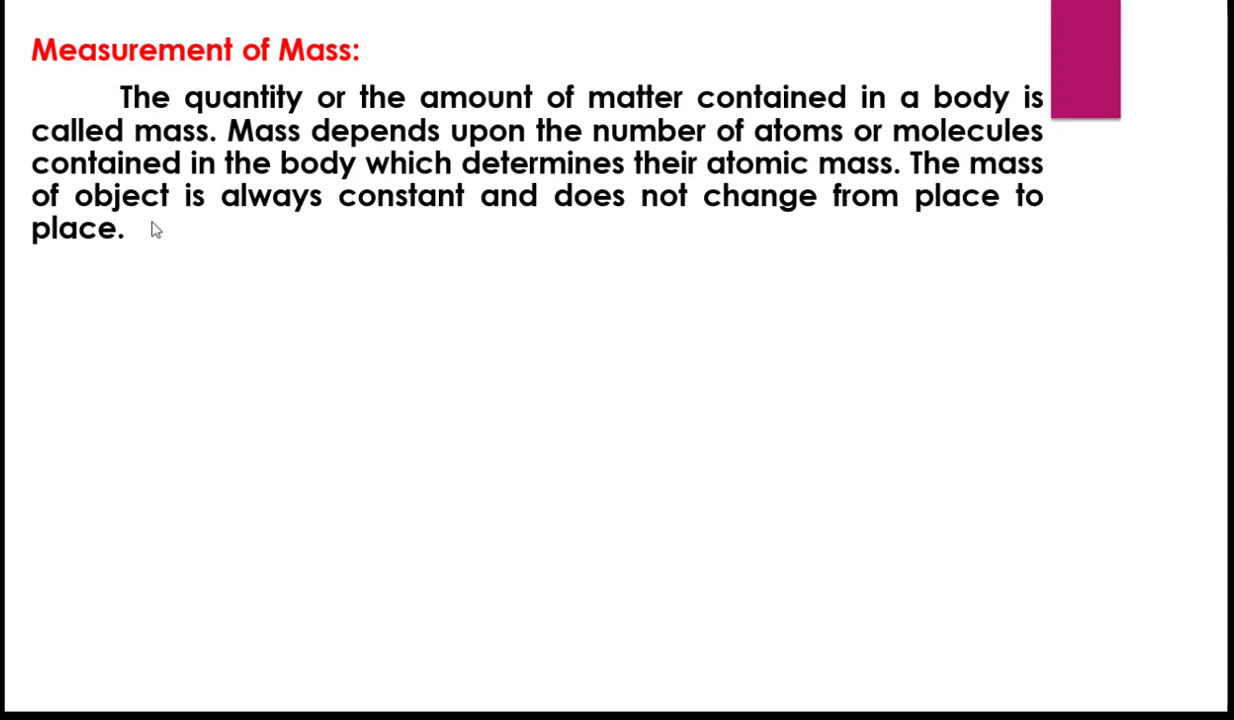 Measurement of Mass:
The quantity or the amount of matter contained in a body is
called mass. Mass depends upon the number of atoms or molecules
contained in the body which determines their atomic mass. The mass
of object is always constant and does not change from place to
place.